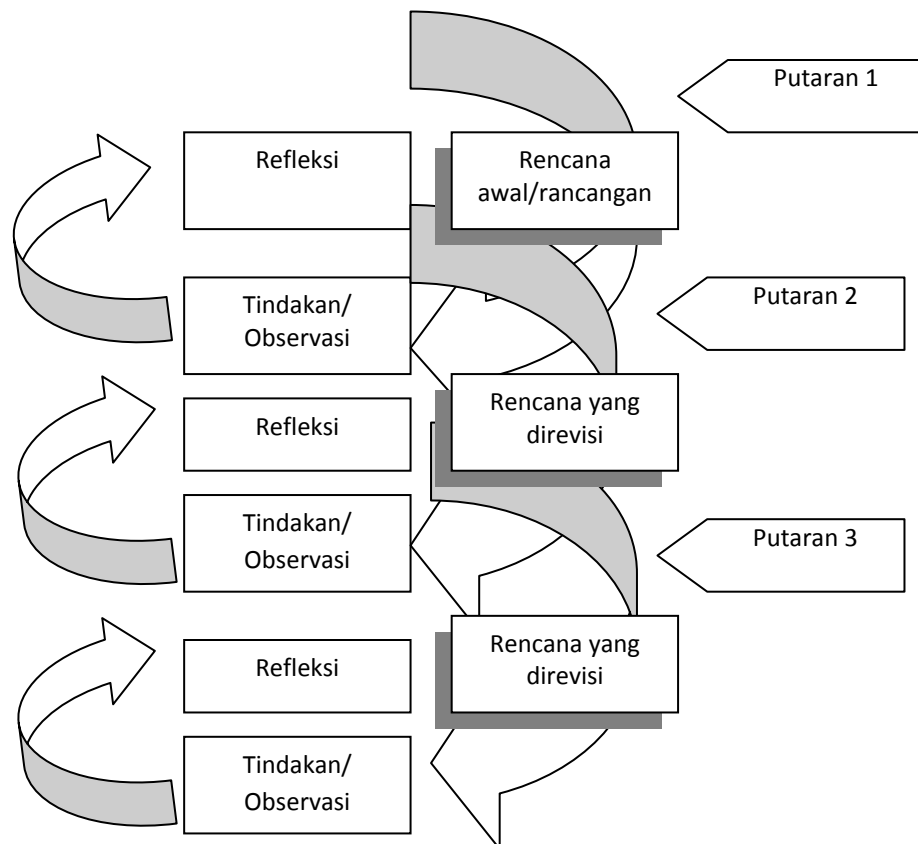 Putaran 1
Refleksi
Rencana
awal/rancangan
Putaran 2
Tindakan/
Observasi
Rencana yang
direvisi
Refleksi
Tindakan/
Observasi
Putaran 3
Rencana yang
direvisi
Refleksi
Tindakan/
Observasi